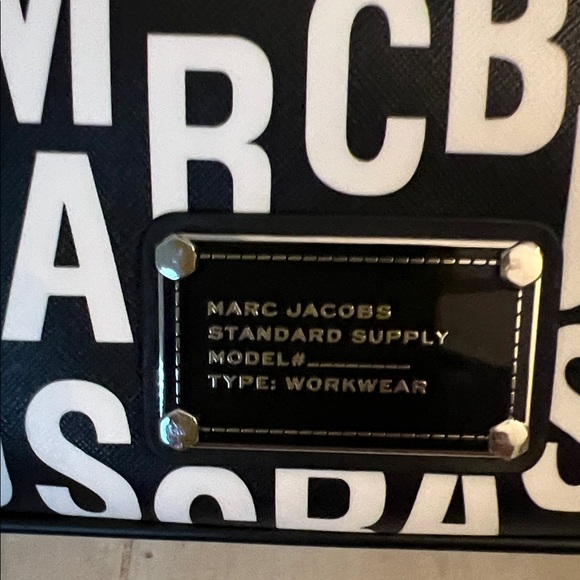 M R C B
A
MARC JACOBS
STANDARD SUPPLY
MODEL#________
TYPE: WORKWEAR
S